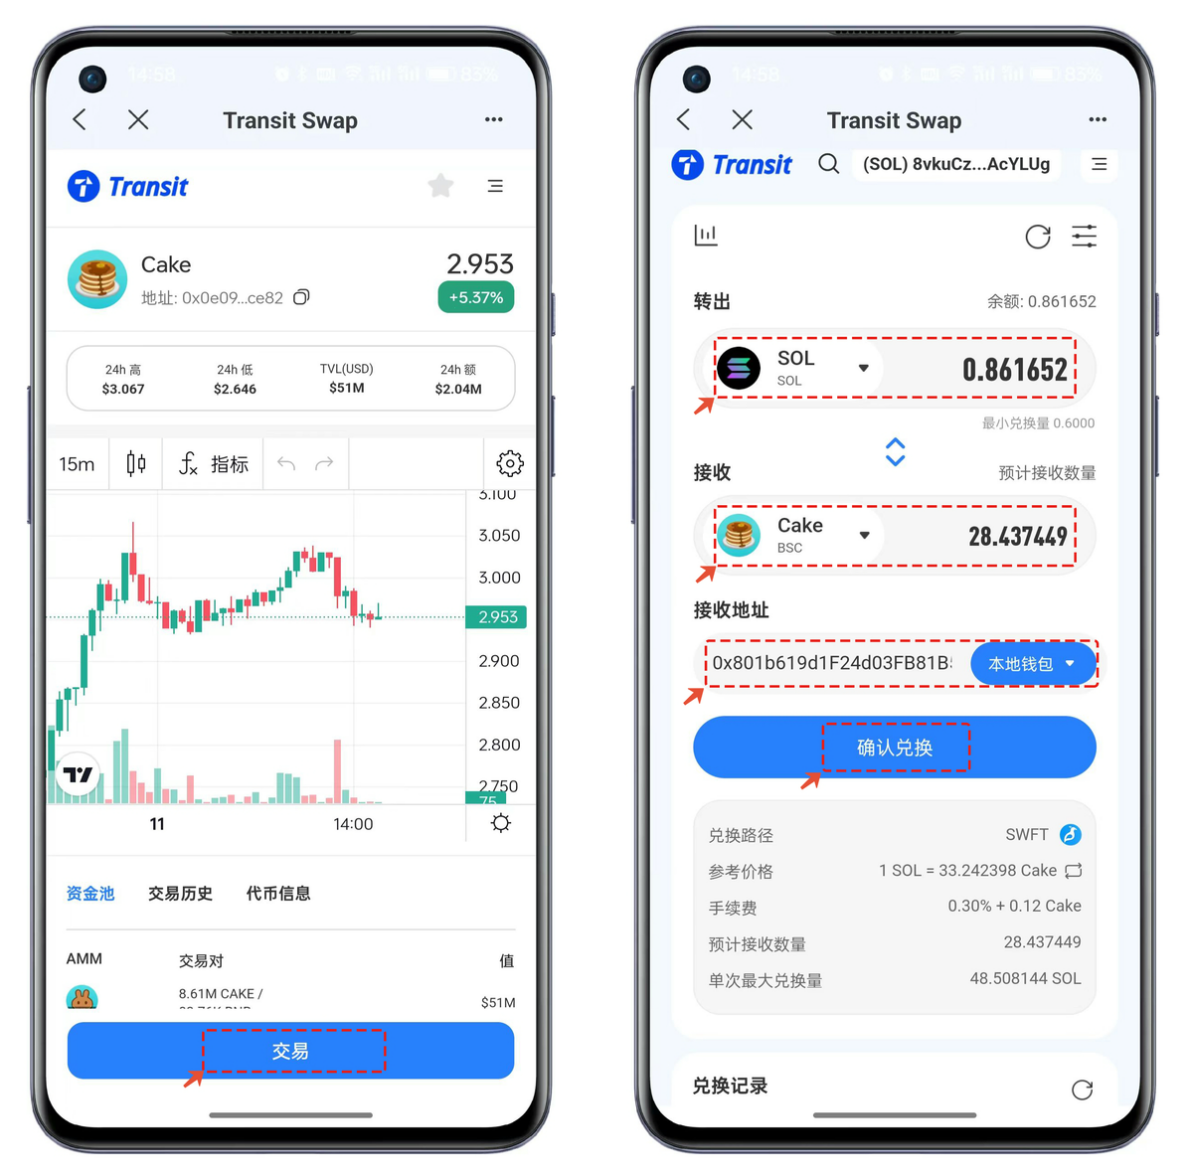 14:58
83%
Transit Swap
Transit
Cake
2.953
地址: 0x0e09...ce82
+5.37%
24h 高
24h 低
TVL(USD)
24h 额
$3.067
$2.646
$51M
$2.04M
15m
指标
3.100
3.050
3.000
2.953
2.900
2.850
2.800
2.750
75
11
14:00
资金池
交易历史
代币信息
AMM
交易对
值
8.61M CAKE /
$51M
交易
14:58
83%
Transit Swap
Transit
(SOL) 8vkuCz...AcYLUg
转出
余额: 0.861652
SOL
SOL
0.861652
最小兑换量 0.6000
接收
预计接收数量
Cake
BSC
28.437449
接收地址
0x801b619d1F24d03FB81B
本地钱包
确认兑换
兑换路径
SWFT
参考价格
1 SOL = 33.242398 Cake
手续费
0.30% + 0.12 Cake
预计接收数量
28.437449
单次最大兑换量
48.508144 SOL
兑换记录